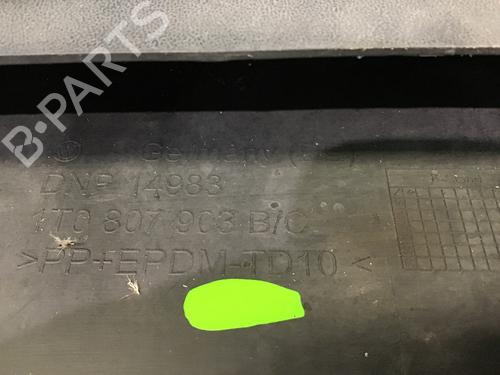 B-PARTS
Germany
DNP 14983
1T0 807 903 B/C
>PP+EPDM-TD10<